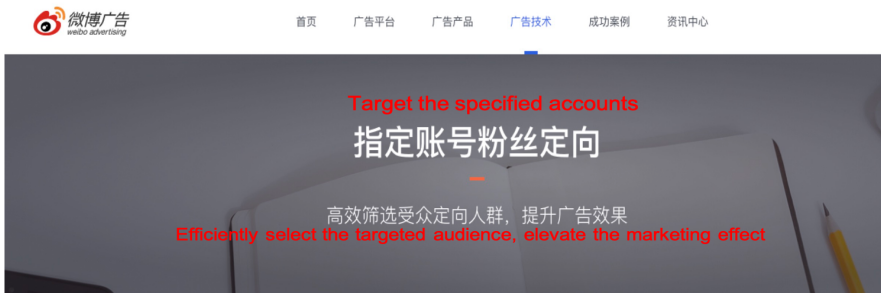 微博广告
weibo advertising
首页 广告平台 广告产品 广告技术 成功案例 资讯中心
Target the specified accounts
指定账号粉丝定向
高效筛选受众定向人群，提升广告效果
Efficiently select the targeted audience, elevate the marketing effect